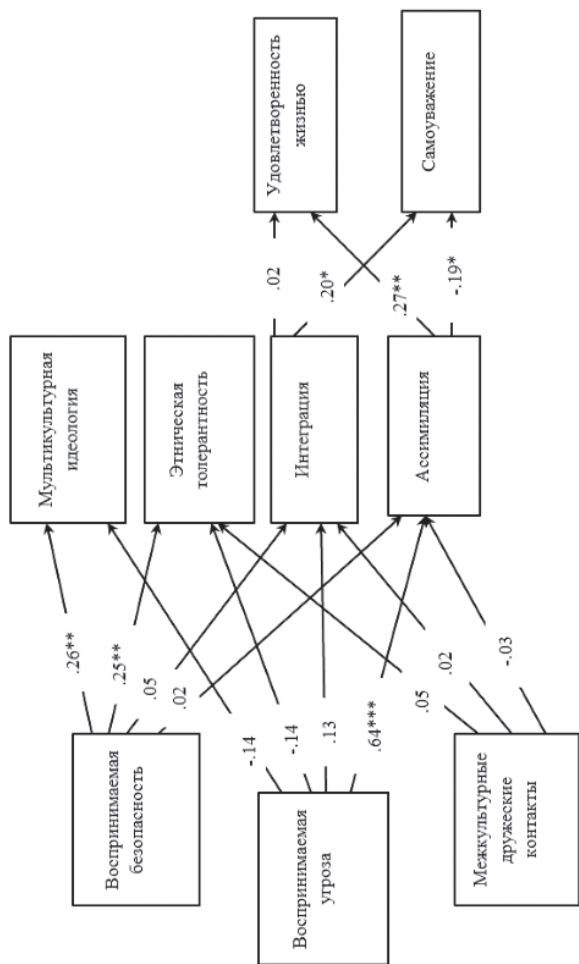 Воспринимаемая
безопасность
Воспринимаемая
угроза
Межкультурные
дружеские
контакты
.26**
.25**
.05
.02
-.14
-.14
.13
.64***
.05
.02
-.03
Мультикультурная
идеология
Этническая
толерантность
Интеграция
Ассимиляция
.02
.20*
.27**
-.19*
Удовлетворенность
жизнью
Самоуважение